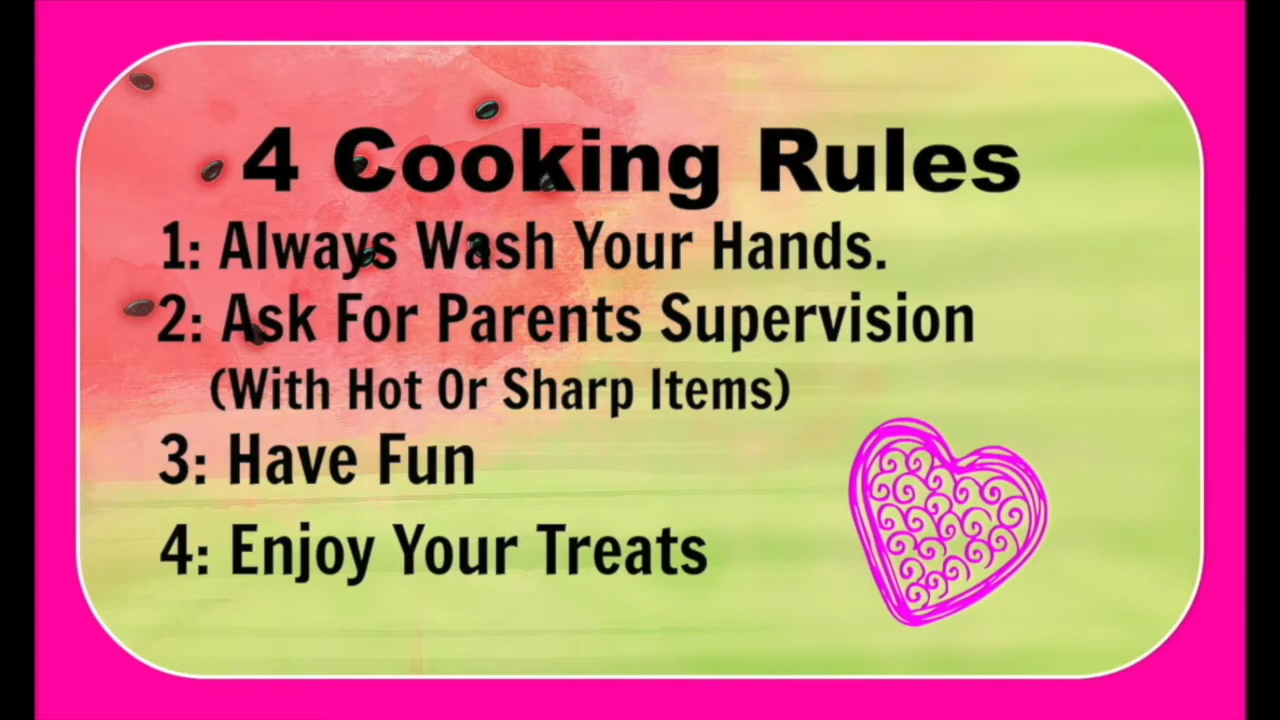 4 Cooking Rules
1: Always Wash Your Hands.
2: Ask For Parents Supervision
(With Hot Or Sharp Items)
3: Have Fun
4: Enjoy Your Treats